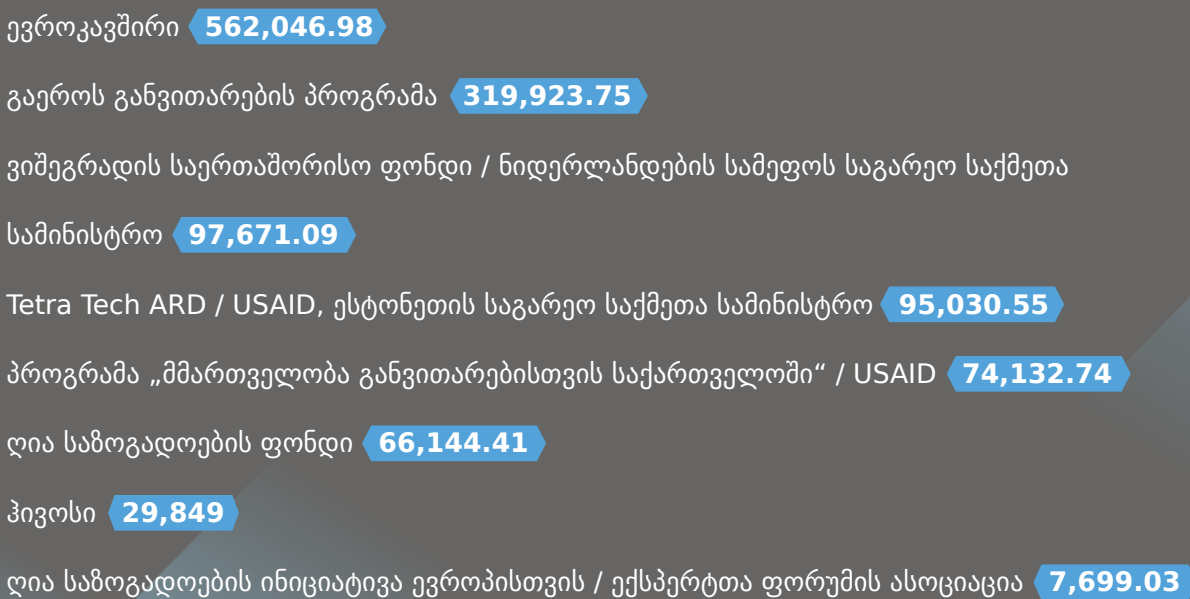 ევროკავშირი 562,046.98
გაეროს განვითარების პროგრამა 319,923.75
ვიშეგრადის საერთაშორისო ფონდი / ნიდერლანდების სამეფოს საგარეო საქმეთა
სამინისტრო 97,671.09
Tetra Tech ARD / USAID, ესტონეთის საგარეო საქმეთა სამინისტრო 95,030.55
პროგრამა „მმართველობა განვითარებისთვის საქართველოში“ / USAID 74,132.74
ღია საზოგადოების ფონდი 66,144.41
ჰივოსი 29,849
ღია საზოგადოების ინიციატივა ევროპისთვის / ექსპერტთა ფორუმის ასოციაცია 7,699.03